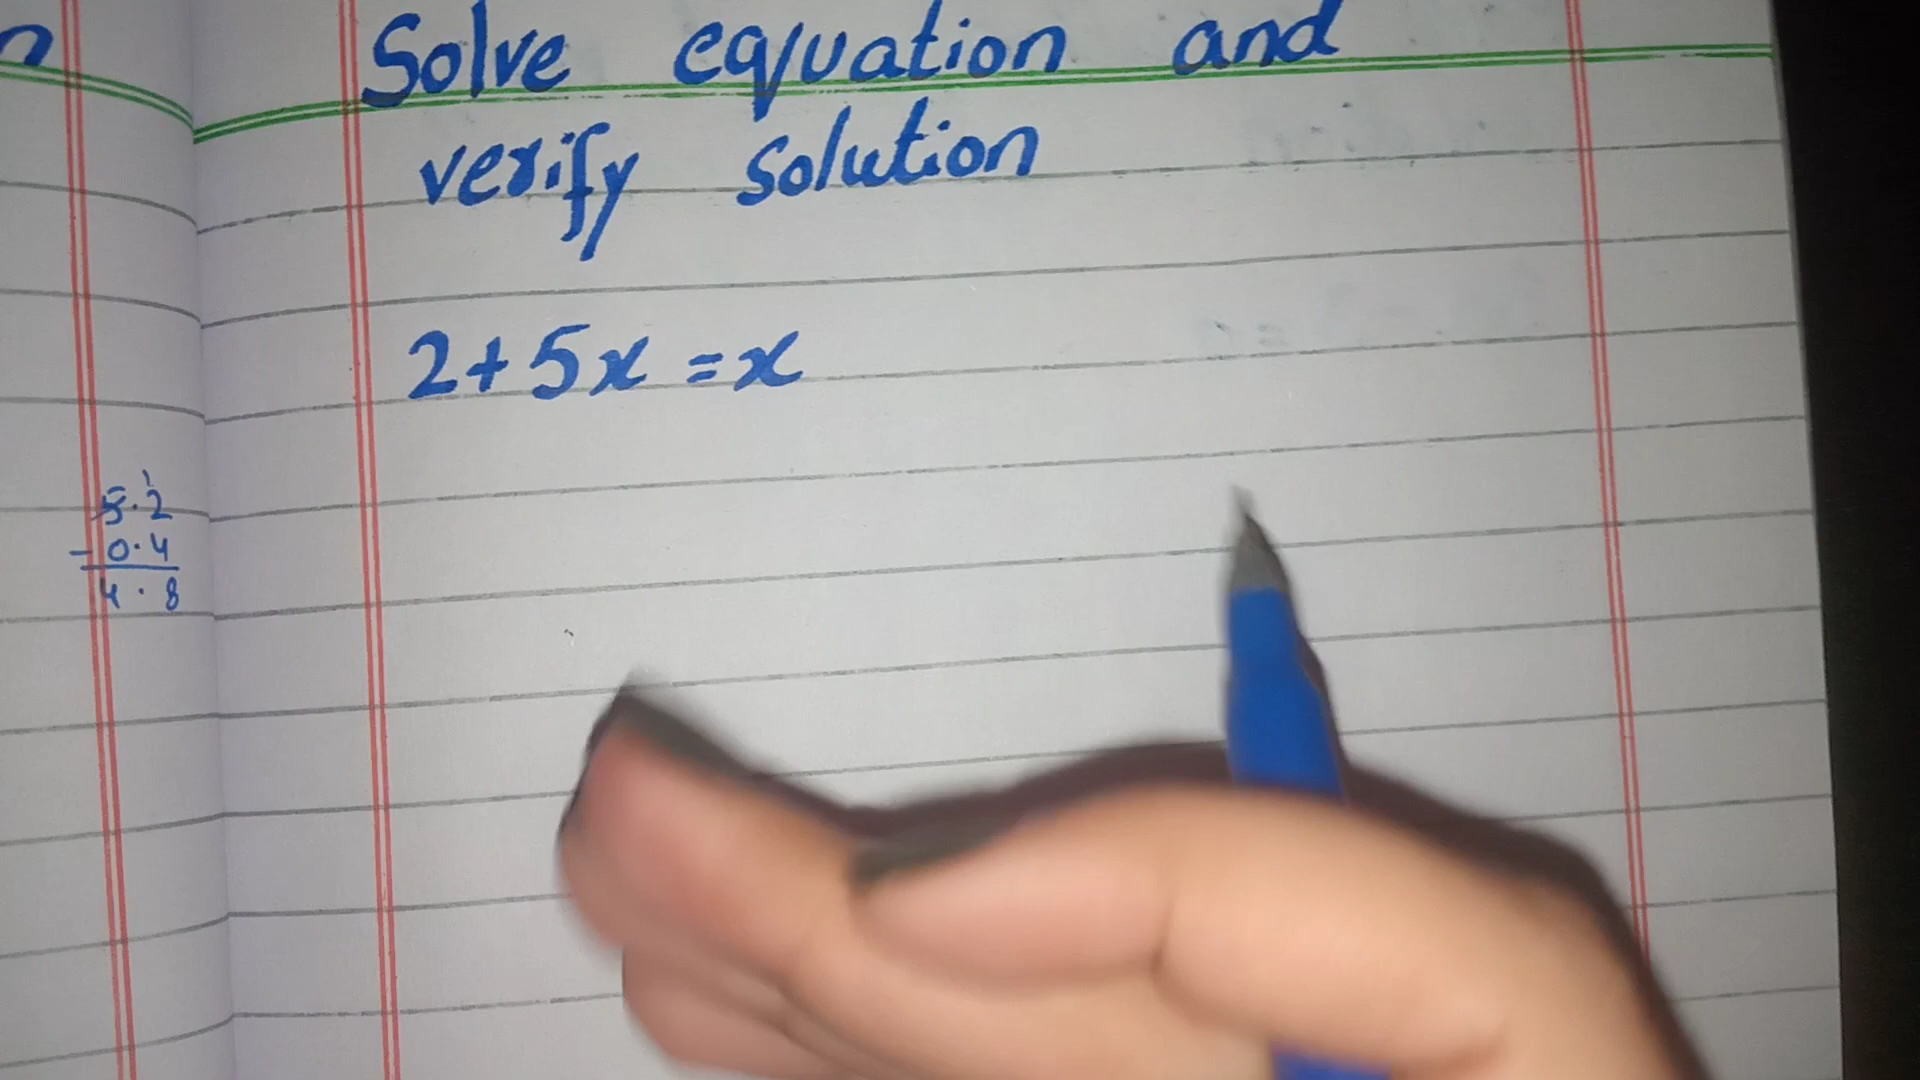 Solve equation and
verify solution
2+5x =x
5.2
- 0.4
4.8